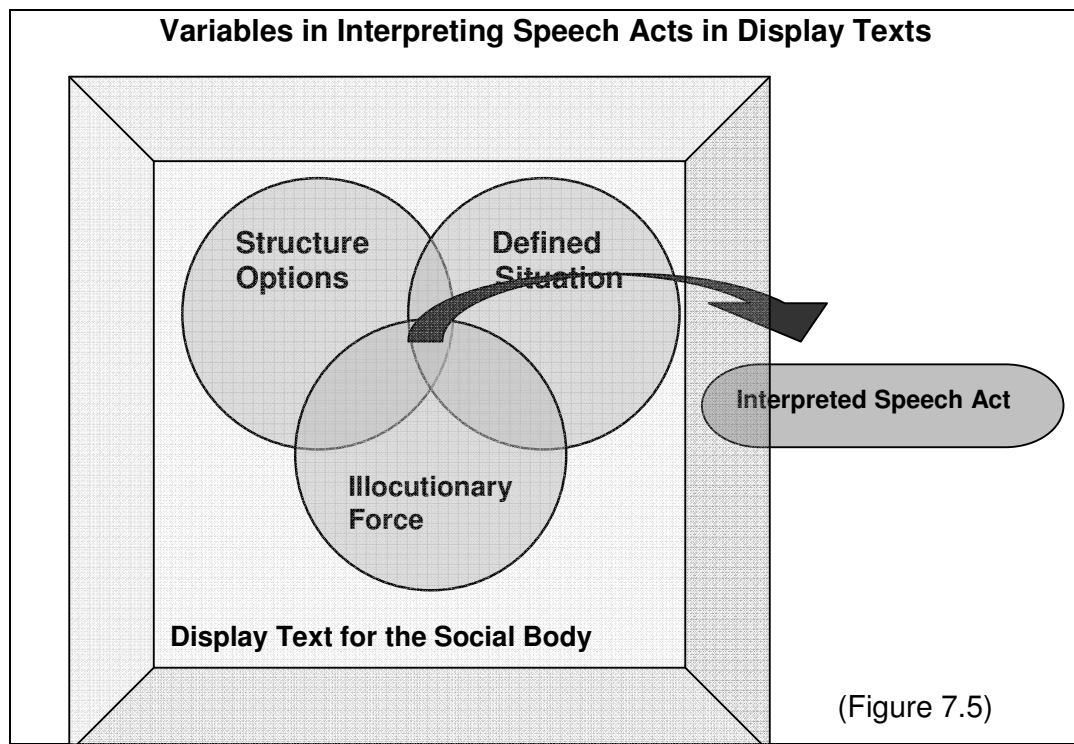 Variables in Interpreting Speech Acts in Display Texts
Structure
Options
Defined
Situation
Interpreted Speech Act
Illocutionary
Force
Display Text for the Social Body
(Figure 7.5)